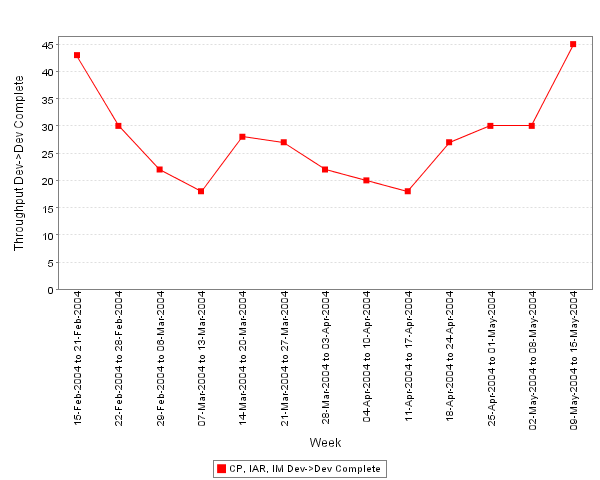 Throughput Dev->Dev Complete
45
40
35
30
25
20
15
10
5
0
15-Feb-2004 to 21-Feb-2004
22-Feb-2004 to 28-Feb-2004
29-Feb-2004 to 06-Mar-2004
07-Mar-2004 to 13-Mar-2004
14-Mar-2004 to 20-Mar-2004
21-Mar-2004 to 27-Mar-2004
28-Mar-2004 to 03-Apr-2004
04-Apr-2004 to 10-Apr-2004
11-Apr-2004 to 17-Apr-2004
18-Apr-2004 to 24-Apr-2004
25-Apr-2004 to 01-May-2004
02-May-2004 to 08-May-2004
09-May-2004 to 15-May-2004
Week
CP, IAR, IM Dev->Dev Complete